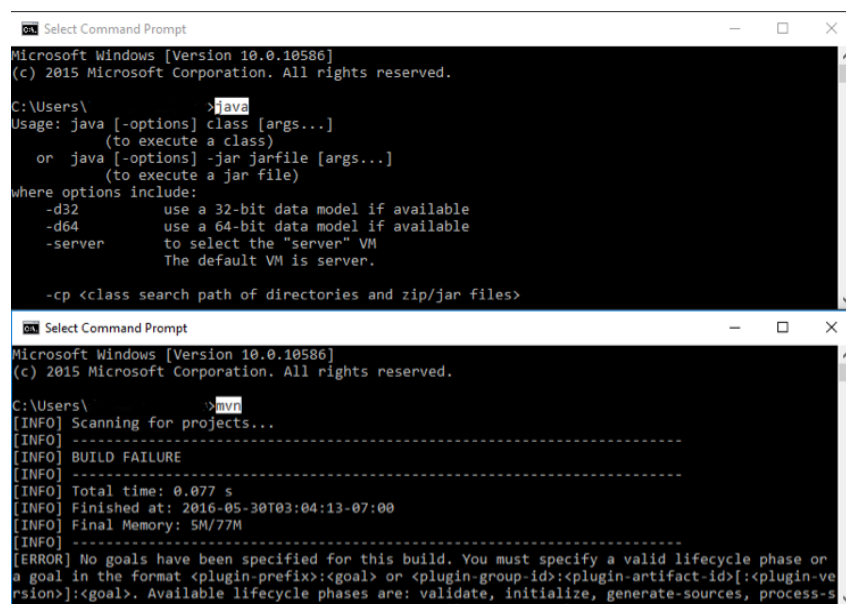 Select Command Prompt
Microsoft Windows [Version 10.0.10586]
(c) 2015 Microsoft Corporation. All rights reserved.
C:\Users\ >java
Usage: java [-options] class [args...]
(to execute a class)
or java [-options] -jar jarfile [args...]
(to execute a jar file)
where options include:
-d32 use a 32-bit data model if available
-d64 use a 64-bit data model if available
-server to select the "server" VM
The default VM is server.
-cp <class search path of directories and zip/jar files>
Select Command Prompt
Microsoft Windows [Version 10.0.10586]
(c) 2015 Microsoft Corporation. All rights reserved.
C:\Users\ >mvn
[INFO] Scanning for projects...
[INFO] ------------------------------------------------------------------------
[INFO] BUILD FAILURE
[INFO] ------------------------------------------------------------------------
[INFO] Total time: 0.077 s
[INFO] Finished at: 2016-05-30T03:04:13-07:00
[INFO] Final Memory: 5M/77M
[INFO] ------------------------------------------------------------------------
[ERROR] No goals have been specified for this build. You must specify a valid lifecycle phase or
a goal in the format <plugin-prefix>:<goal> or <plugin-group-id>:<plugin-artifact-id>[:<plugin-ve
rsion>]:<goal>. Available lifecycle phases are: validate, initialize, generate-sources, process-s